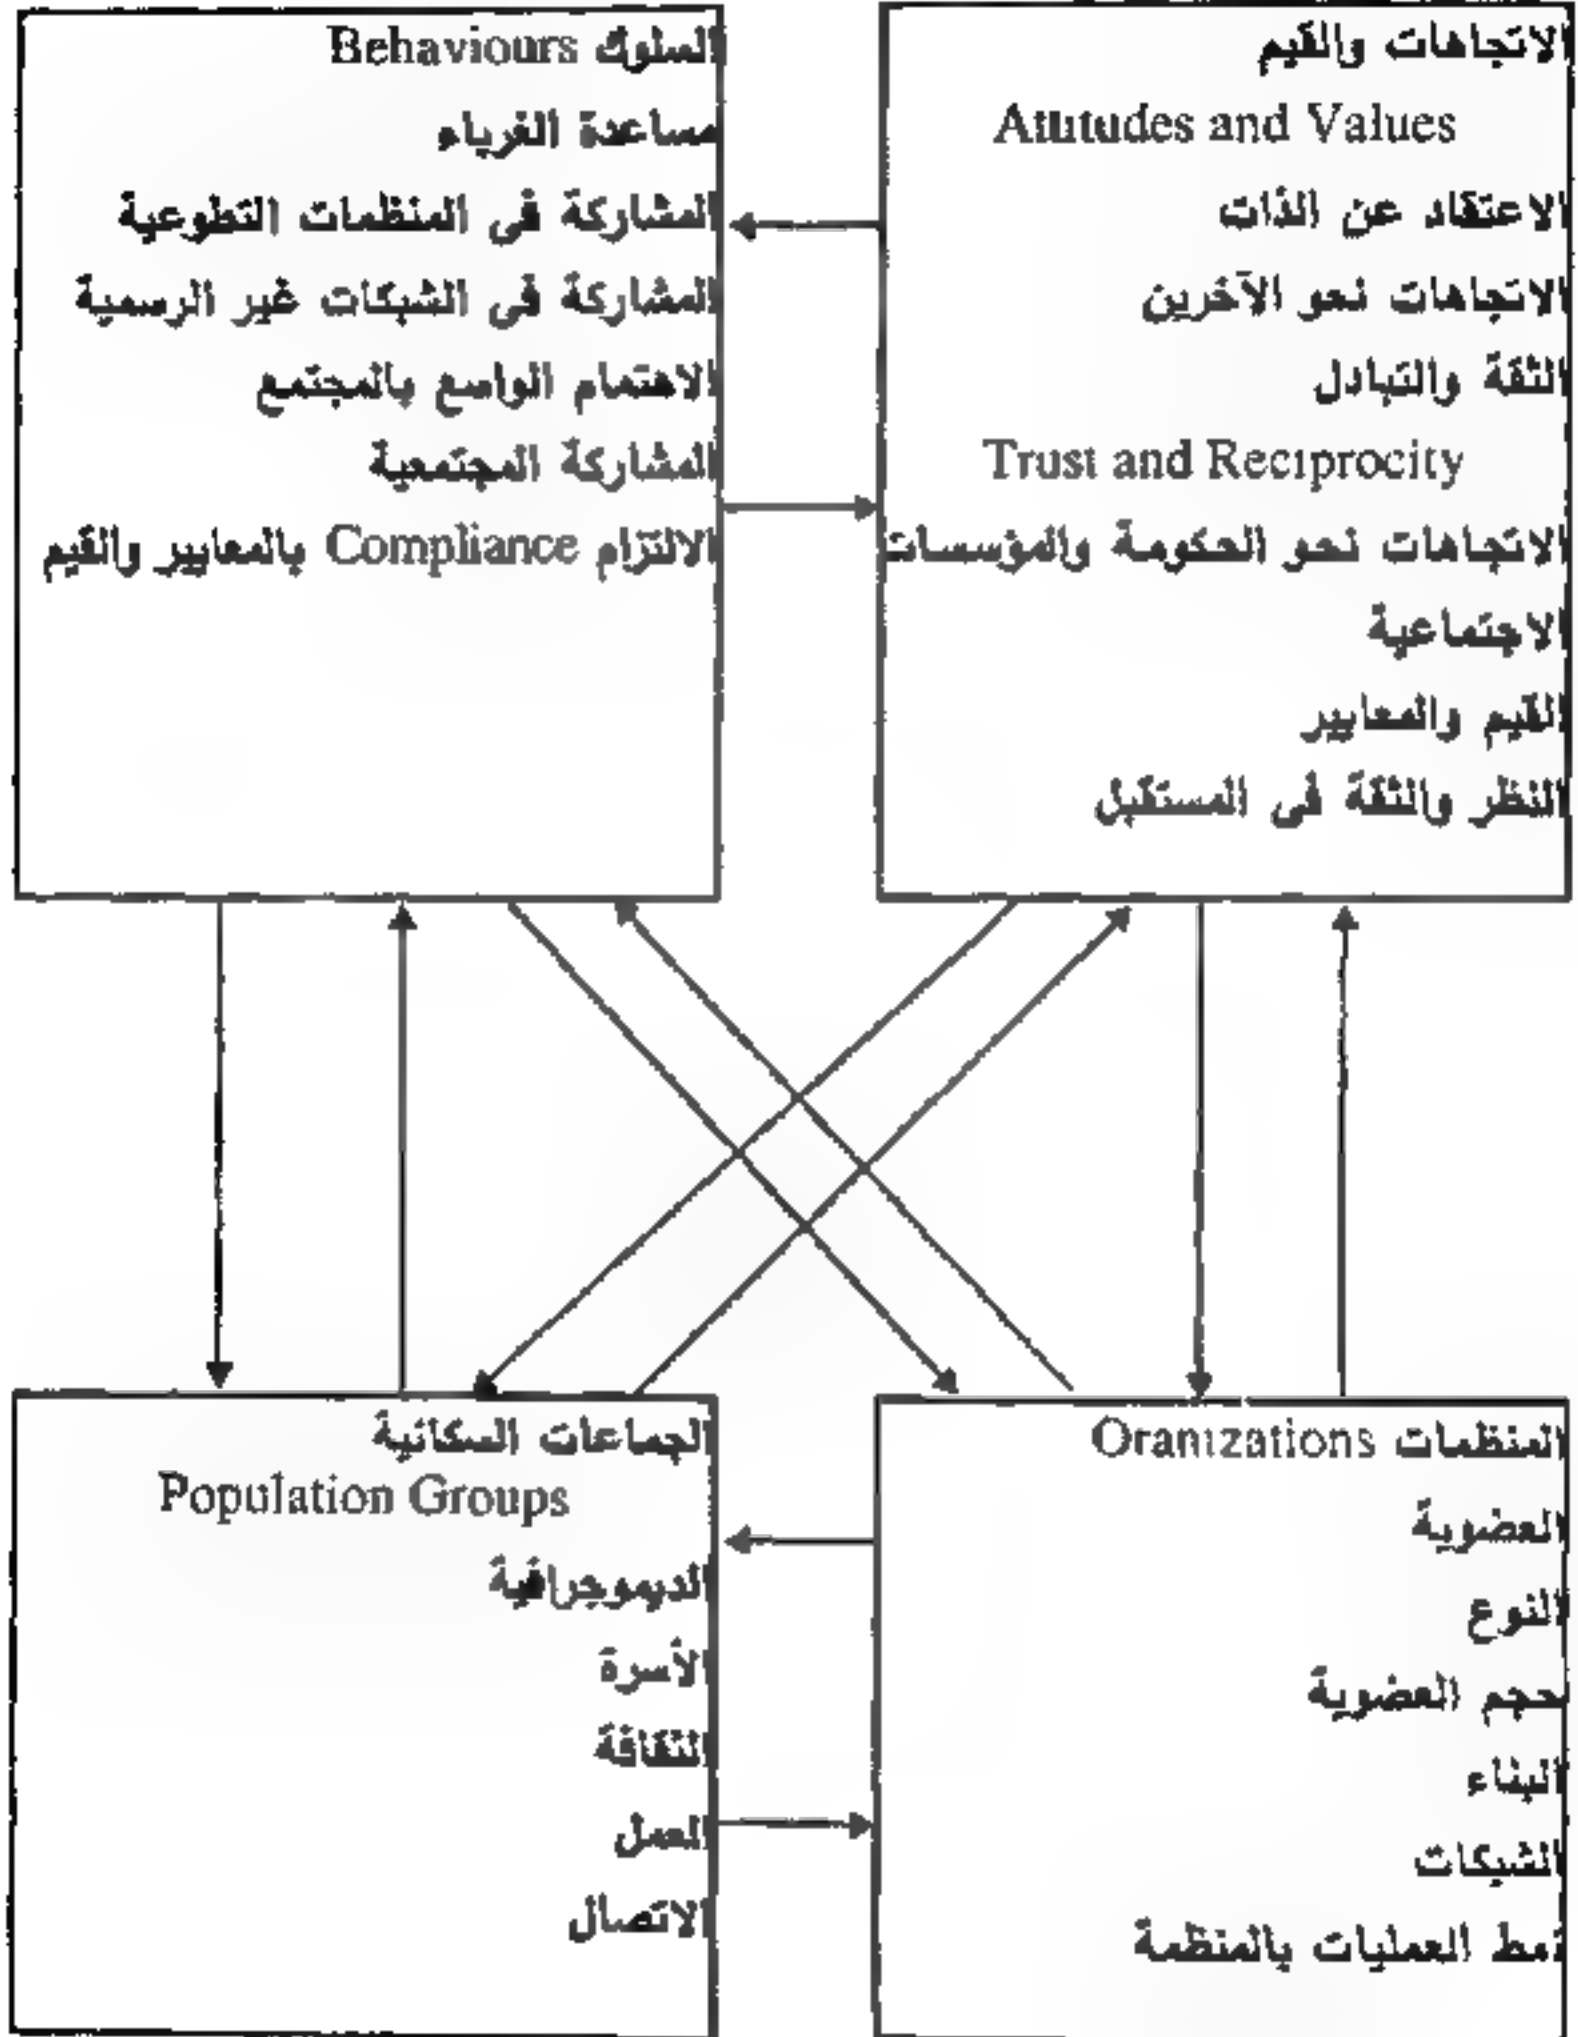 الاتجاهات والقيم
Attitudes and Values
الاعتقاد عن الذات
الاتجاهات نحو الآخرين
الثقة والتبادل
Trust and Reciprocity
الاتجاهات نحو الحكومة والمؤسسات
الاجتماعية
القيم والمعايير
النظر والثقة فى المستقبل
السلوك Behaviours
مساعدة الغرباء
المشاركة فى المنظمات التطوعية
المشاركة فى الشبكات غير الرسمية
الاهتمام الواسع بالمجتمع
المشاركة المجتمعية
الالتزام Compliance بالمعايير والقيم
المنظمات Oranizations
العضوية
النوع
حجم العضوية
البناء
الشبكات
نمط العمليات بالمنظمة
الجماعات السكانية
Population Groups
الديموجرافية
الأسرة
الثقافة
العمل
الاتصال